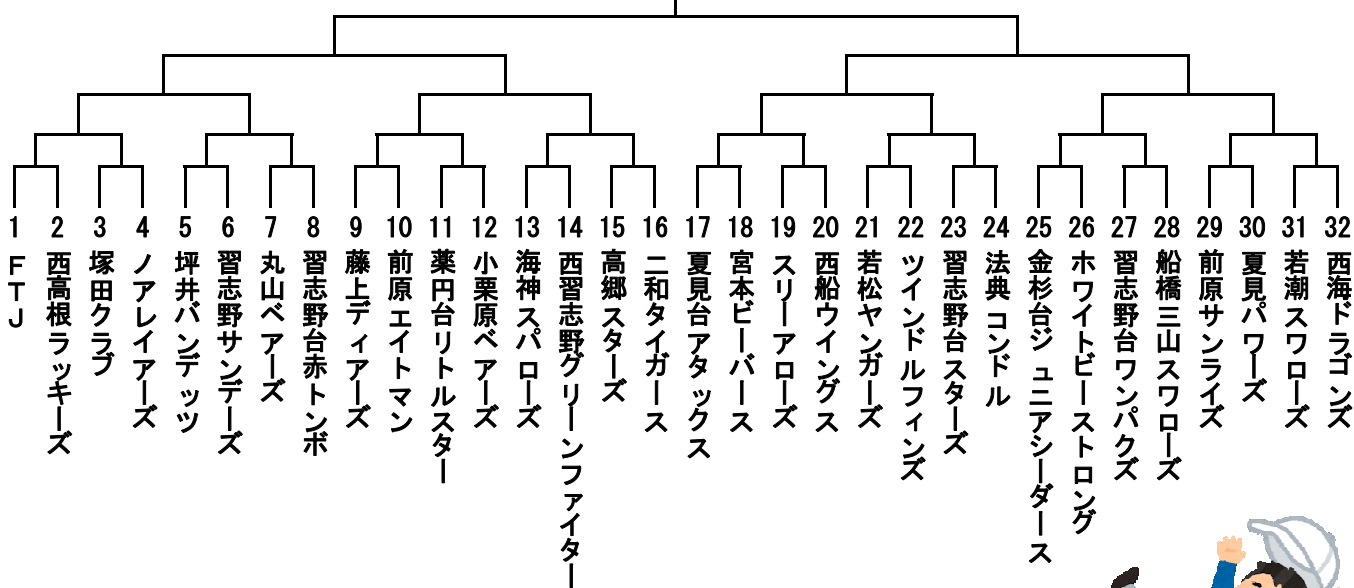 1 FTJ
2 西高根ラッキーズ
3 塚田クラブ
4 ノアレイアーズ
5 坪井バンデッツ
6 習志野サンデーズ
7 丸山ベアーズ
8 習志野台赤トンボ
9 藤上ディアーズ
10 前原エイトマン
11 薬円台リトルスター
12 小栗原ベアーズ
13 海神スパローズ
14 西習志野グリーンファイター
15 高郷スターズ
16 二和タイガース
17 夏見台アタックス
18 宮本ビーバース
19 スリーアローズ
20 西船ウイングス
21 若松ヤンガーズ
22 ツインドルフィンズ
23 習志野台スターズ
24 法典コンドル
25 金杉台ジュニアシーダース
26 ホワイトビーストロング
27 習志野台ワンパクズ
28 船橋三山スワローズ
29 前原サンライズ
30 夏見パワーズ
31 若潮スワローズ
32 西海ドラゴンズ